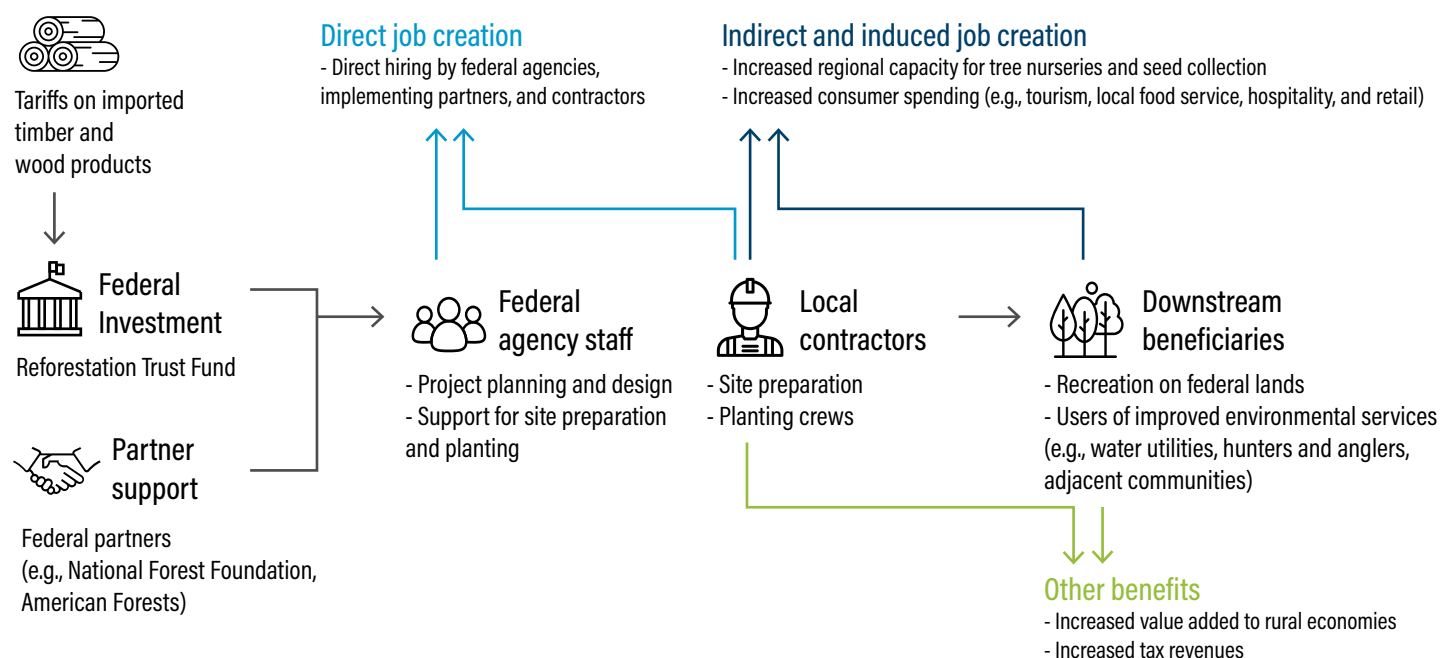 Tariffs on imported
timber and
wood products
Direct job creation
- Direct hiring by federal agencies,
implementing partners, and contractors
Indirect and induced job creation
- Increased regional capacity for tree nurseries and seed collection
- Increased consumer spending (e.g., tourism, local food service, hospitality, and retail)
Federal
Investment
Reforestation Trust Fund
Partner
support
Federal partners
(e.g., National Forest Foundation,
American Forests)
Federal
agency staff
- Project planning and design
- Support for site preparation
and planting
Local
contractors
- Site preparation
- Planting crews
Downstream
beneficiaries
- Recreation on federal lands
- Users of improved environmental services
(e.g., water utilities, hunters and anglers,
adjacent communities)
Other benefits
- Increased value added to rural economies
- Increased tax revenues